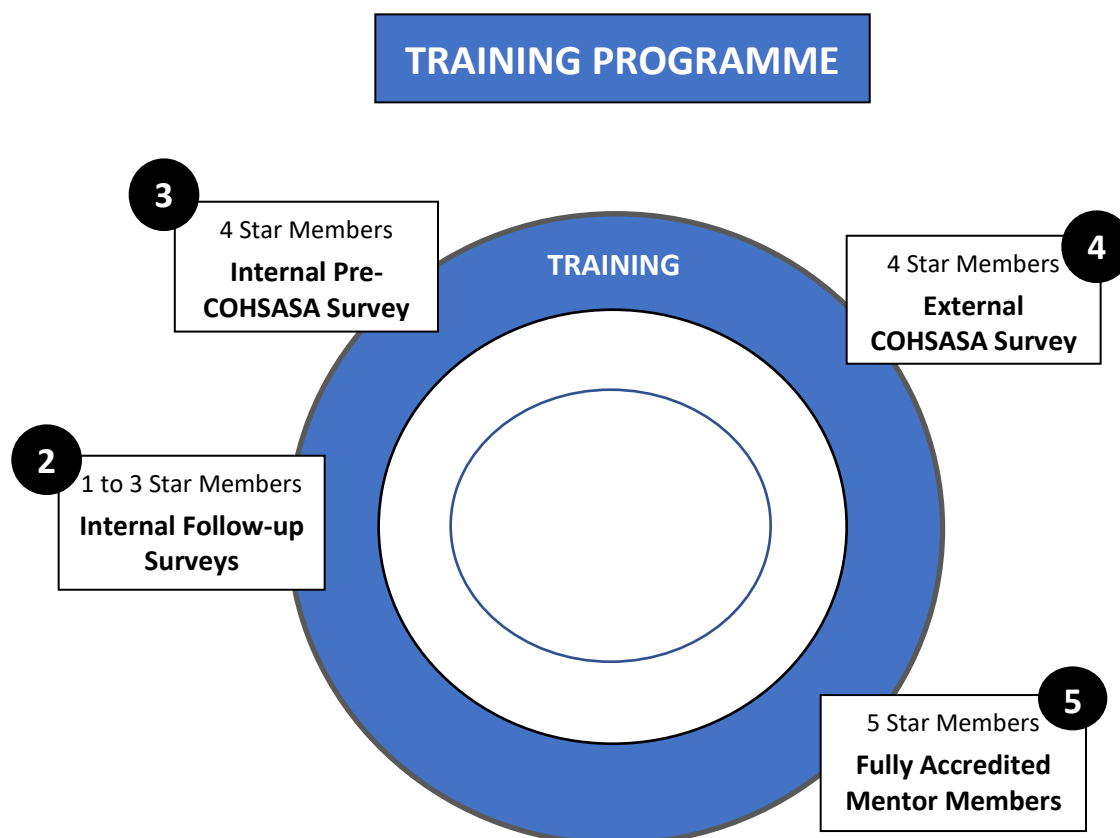 TRAINING PROGRAMME
3
4 Star Members
Internal Pre-
COHSASA Survey
TRAINING
4
4 Star Members
External
COHSASA Survey
2
1 to 3 Star Members
Internal Follow-up
Surveys
5
5 Star Members
Fully Accredited
Mentor Members